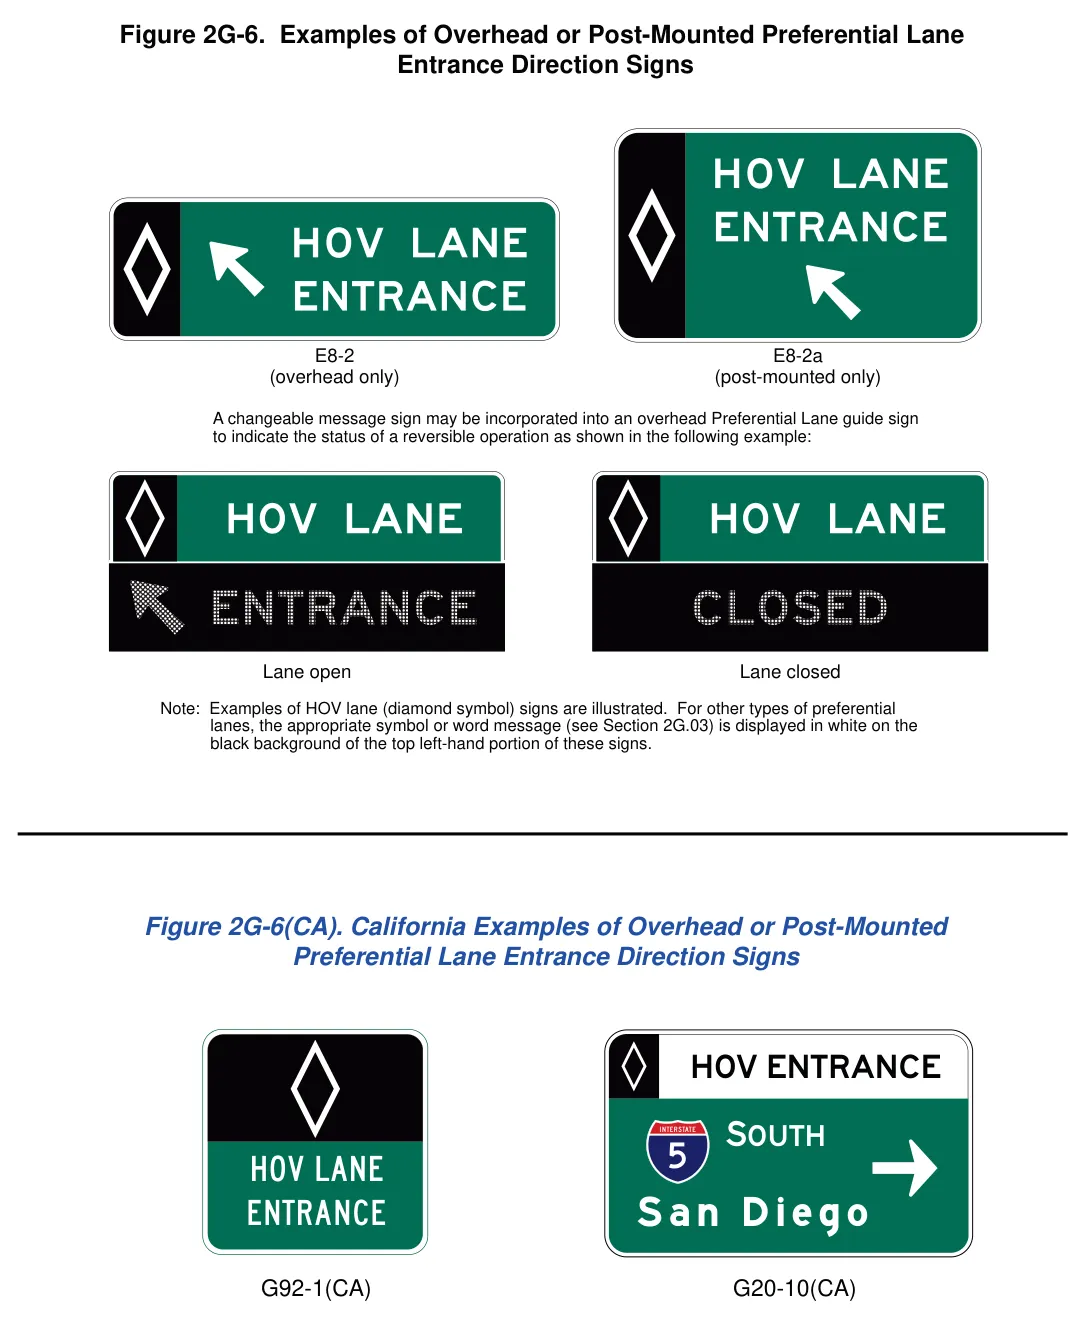 Figure 2G-6.  Examples of Overhead or Post-Mounted Preferential Lane
Entrance Direction Signs
HOV LANE
ENTRANCE
E8-2
(overhead only)
HOV LANE
ENTRANCE
E8-2a
(post-mounted only)
A changeable message sign may be incorporated into an overhead Preferential Lane guide sign
to indicate the status of a reversible operation as shown in the following example:
HOV LANE
ENTRANCE
Lane open
HOV LANE
CLOSED
Lane closed
Note:  Examples of HOV lane (diamond symbol) signs are illustrated.  For other types of preferential
lanes, the appropriate symbol or word message (see Section 2G.03) is displayed in white on the
black background of the top left-hand portion of these signs.
Figure 2G-6(CA). California Examples of Overhead or Post-Mounted
Preferential Lane Entrance Direction Signs
HOV LANE
ENTRANCE
G92-1(CA)
HOV ENTRANCE
INTERSTATE
5
SOUTH
San Diego
G20-10(CA)